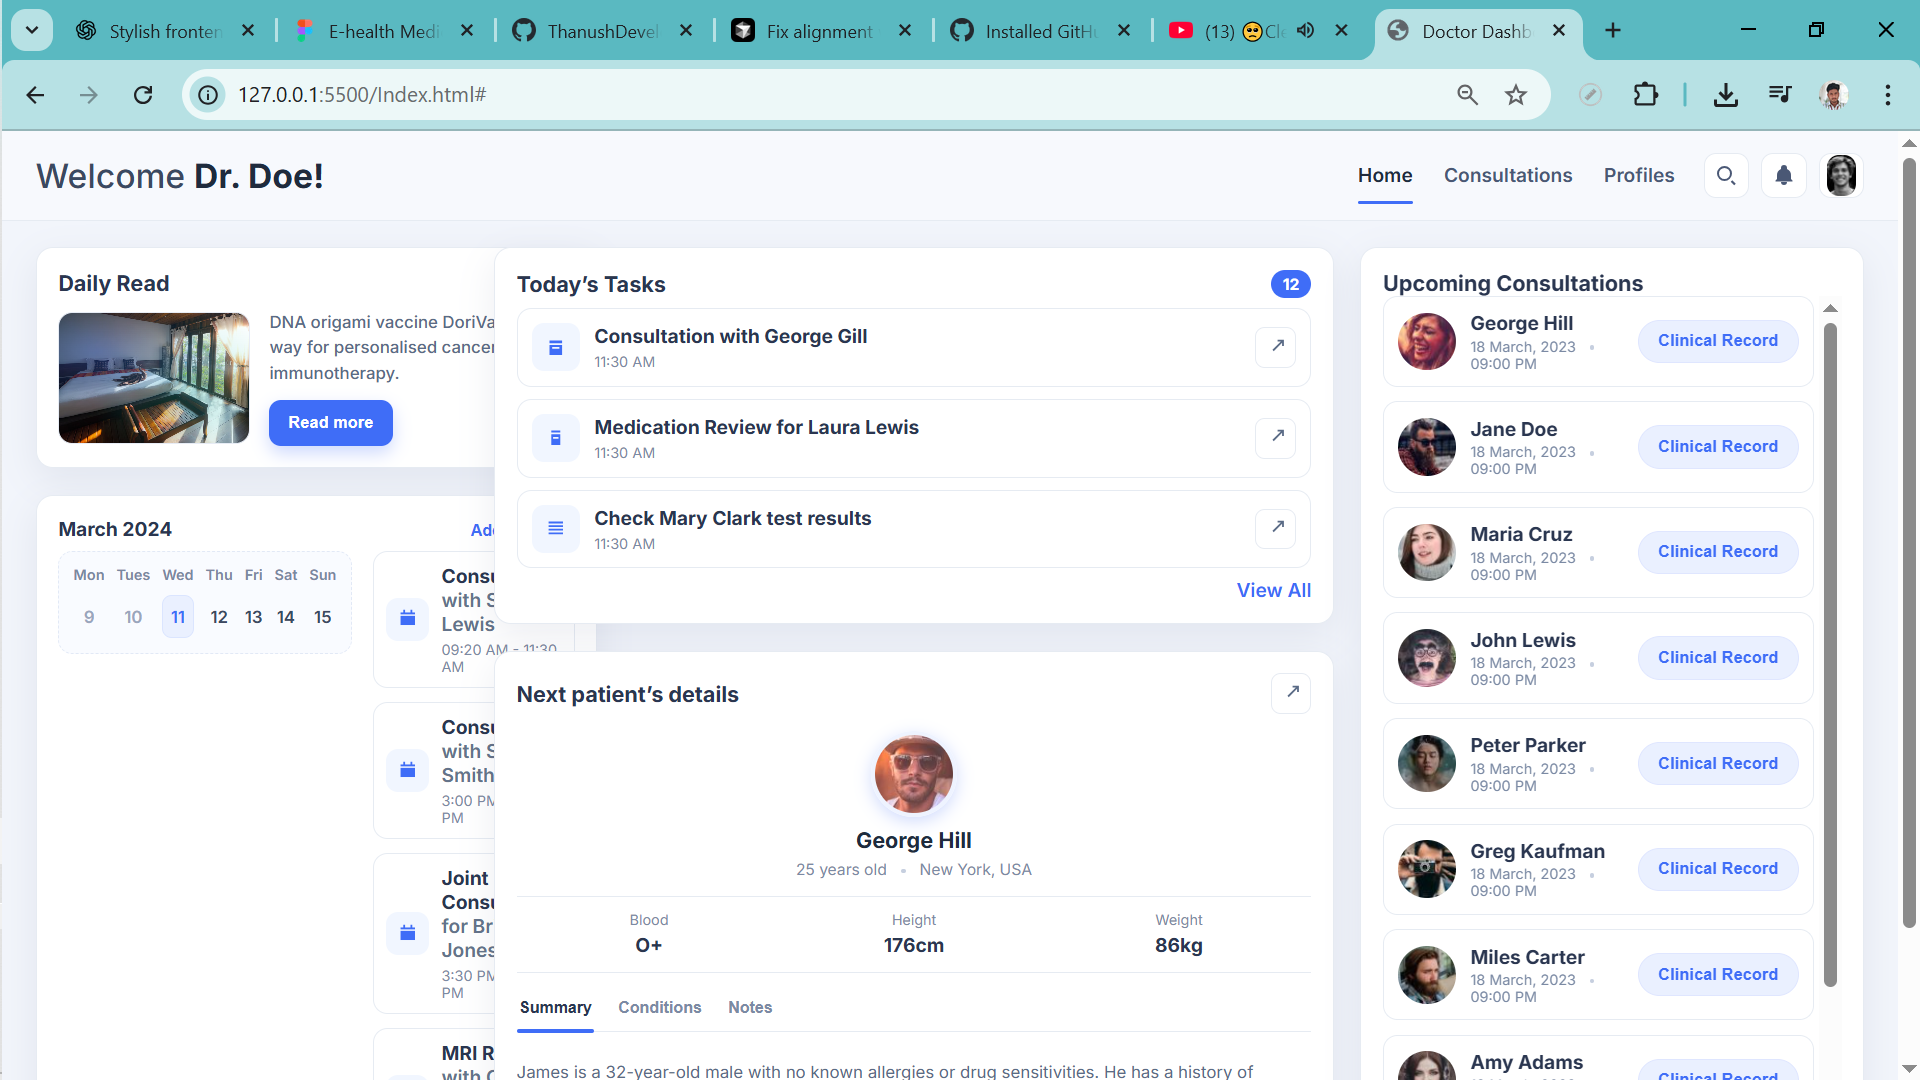 Stylish fronten
E-health Medi
ThanushDevel
Fix alignment
Installed GitHu
(13) 🥺Cle
Doctor Dashb
127.0.0.1:5500/Index.html#
Welcome Dr. Doe!
Home
Consultations
Profiles
Daily Read
DNA origami vaccine DoriVa
way for personalised cancer
immunotherapy.
Read more
March 2024
Mon Tues Wed Thu Fri Sat Sun
9 10 11 12 13 14 15
Consu
with S
Lewis
09:20 AM - 11:30
AM
Consu
with S
Smith
3:00 PM
PM
Joint
Consu
for Br
Jones
3:30 PM
PM
MRI R
Today’s Tasks
12
Consultation with George Gill
11:30 AM
Medication Review for Laura Lewis
11:30 AM
Check Mary Clark test results
11:30 AM
View All
Next patient’s details
George Hill
25 years old • New York, USA
Blood
O+
Height
176cm
Weight
86kg
Summary
Conditions
Notes
James is a 32-year-old male with no known allergies or drug sensitivities. He has a history of
Upcoming Consultations
George Hill
18 March, 2023 •
09:00 PM
Clinical Record
Jane Doe
18 March, 2023 •
09:00 PM
Clinical Record
Maria Cruz
18 March, 2023 •
09:00 PM
Clinical Record
John Lewis
18 March, 2023 •
09:00 PM
Clinical Record
Peter Parker
18 March, 2023 •
09:00 PM
Clinical Record
Greg Kaufman
18 March, 2023 •
09:00 PM
Clinical Record
Miles Carter
18 March, 2023 •
09:00 PM
Clinical Record
Amy Adams
Clinical Record